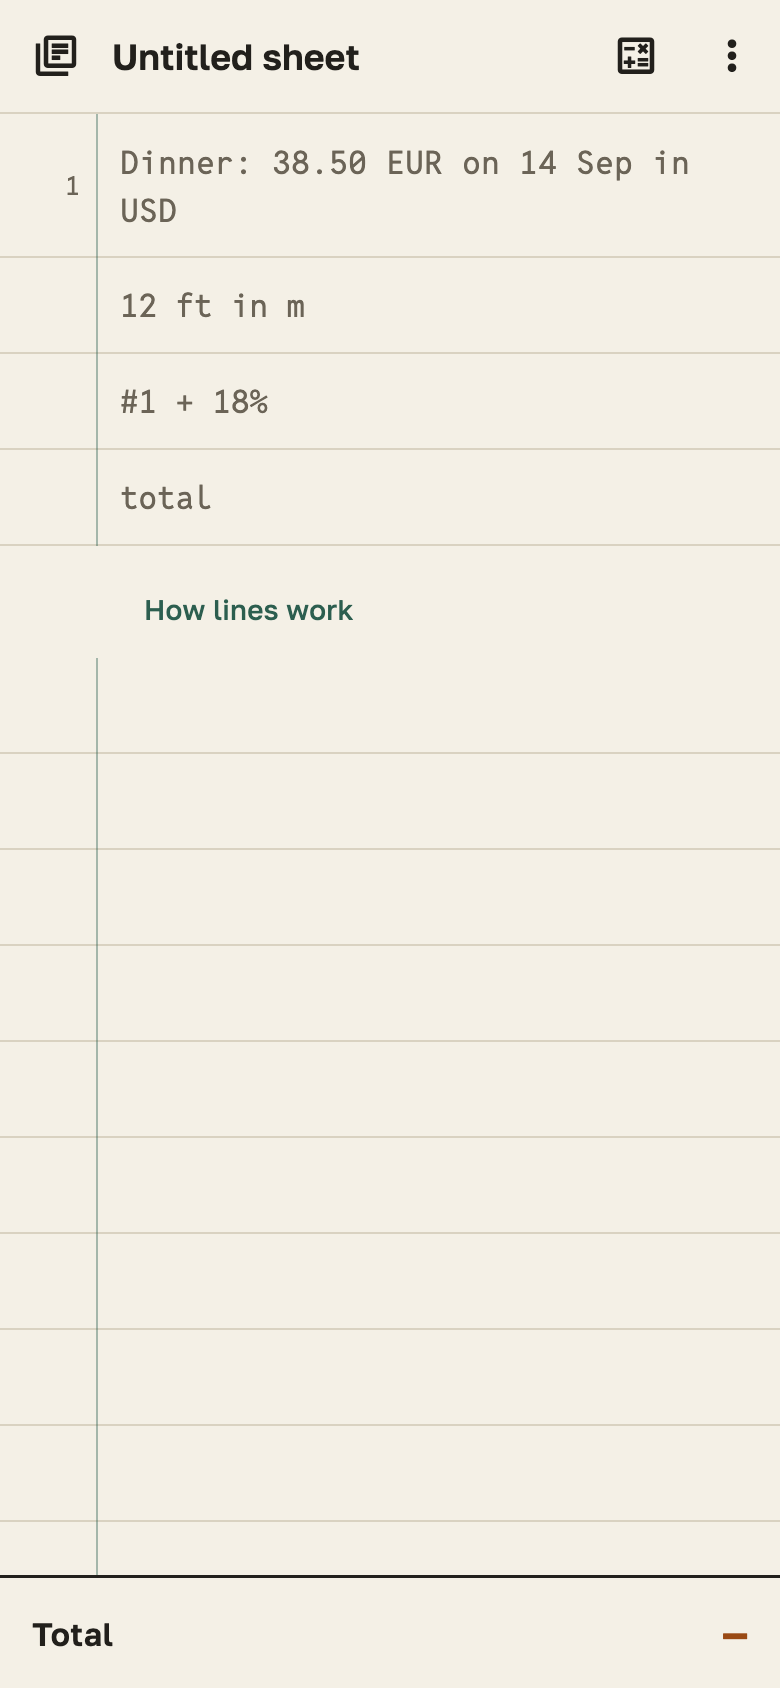 Untitled sheet
1
Dinner: 38.50 EUR on 14 Sep in
USD
12 ft in m
#1 + 18%
total
How lines work
Total
–